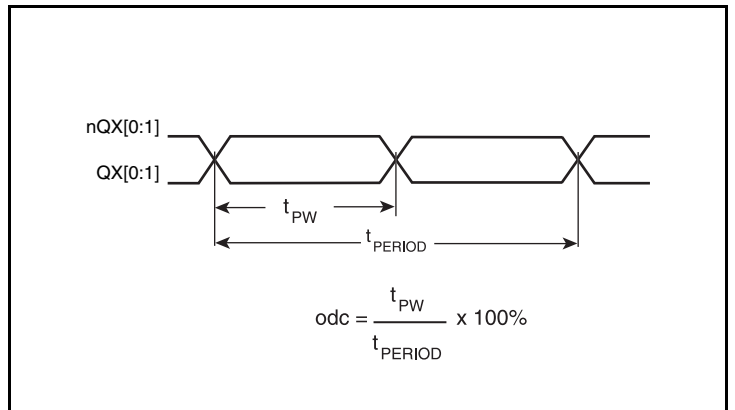 nQX[0:1]
QX[0:1]
tPW
tPERIOD
odc = tPW / tPERIOD x 100%